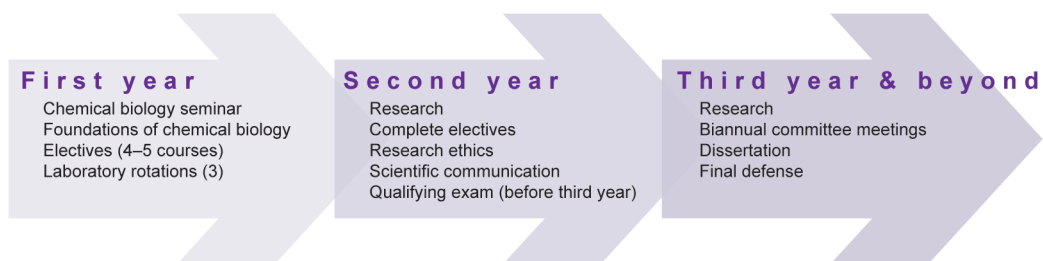 First year
Chemical biology seminar
Foundations of chemical biology
Electives (4–5 courses)
Laboratory rotations (3)
Second year
Research
Complete electives
Research ethics
Scientific communication
Qualifying exam (before third year)
Third year & beyond
Research
Biannual committee meetings
Dissertation
Final defense